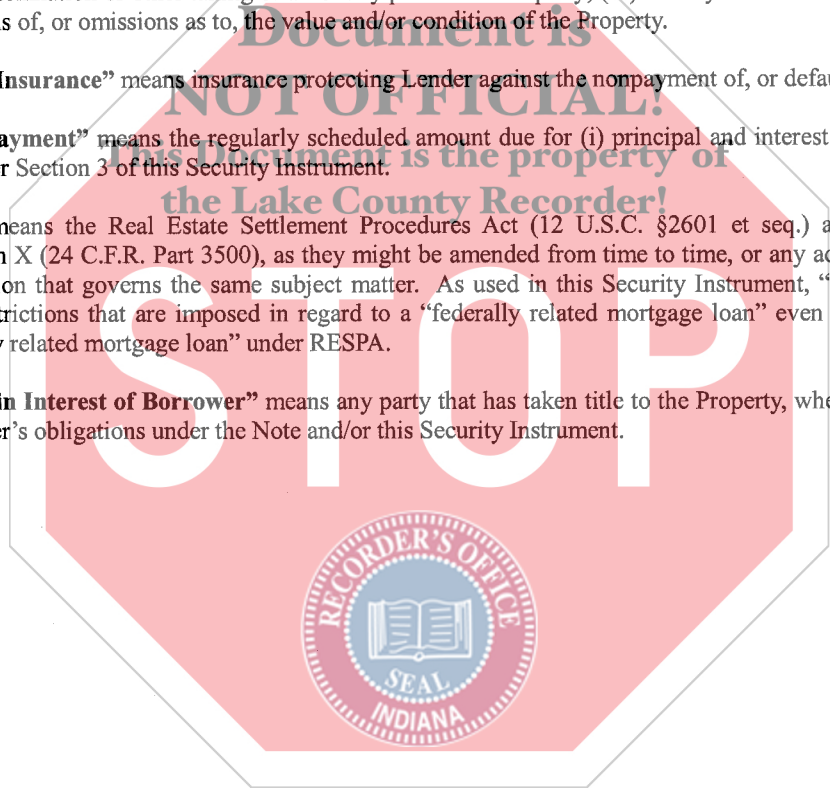 s of, or omissions as to, the value and/or condition of the Property.
Document is
Insurance” means insurance protecting Lender against the nonpayment of, or defau
NOT OFFICIAL!
ayment” means the regularly scheduled amount due for (i) principal and interest
This Document is the property of
r Section 3 of this Security Instrument.
the Lake County Recorder!
means the Real Estate Settlement Procedures Act (12 U.S.C. §2601 et seq.) a
n X (24 C.F.R. Part 3500), as they might be amended from time to time, or any ad
on that governs the same subject matter. As used in this Security Instrument, “
trictions that are imposed in regard to a “federally related mortgage loan” even
y related mortgage loan” under RESPA.
STOP
in Interest of Borrower” means any party that has taken title to the Property, whe
er’s obligations under the Note and/or this Security Instrument.
RECORDER'S OFFICE
SEAL
INDIANA